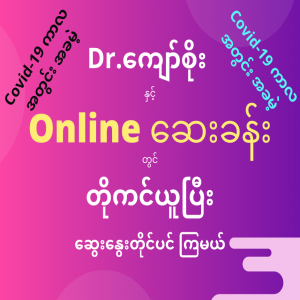 Covid-19 ကာလ
အတွင်း အခမဲ့
Covid-19 ကာလ
အတွင်း အခမဲ့
Dr.ကျော်စိုး
နှင့်
Online ဆေးခန်း
တွင်
တိုကင်ယူပြီး
ဆွေးနွေးတိုင်ပင် ကြမယ်